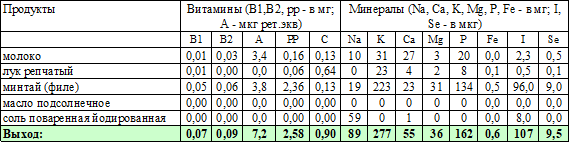 Продукты Витамины (В1,В2, рр - в мг; А - мкг рет.экв) Минералы (Na, Ca, K, Mg, P, Fe - в мг; I, Se - в мкг)
В1 В2 А РР С Na K Ca Mg P Fe I Se
молоко 0,01 0,03 3,4 0,16 0,13 10 31 27 3 20 0,0 2,3 0,5
лук репчатый 0,01 0,00 0,0 0,06 0,64 0 23 4 2 8 0,1 0,5 0,1
минтай (филе) 0,05 0,06 3,8 2,36 0,13 19 223 23 31 134 0,5 96,0 9,0
масло подсолнечное 0,00 0,00 0,0 0,00 0,00 0 0 0 0 0 0,0 0,0 0,0
соль поваренная йодированная 0,00 0,00 0,0 0,00 0,00 59 0 1 0 0 0,0 8,0 0,0
Выход: 0,07 0,09 7,2 2,58 0,90 89 277 55 36 162 0,6 107 9,5